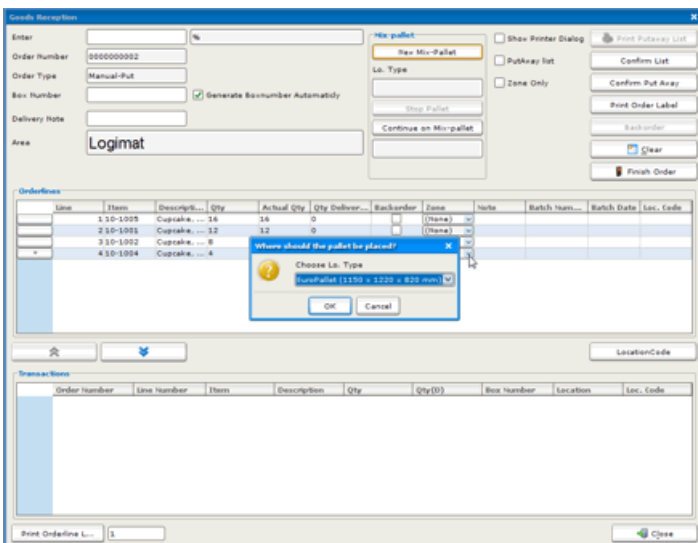 Goods Reception
Enter
%
Order Number
0000000002
Order Type
Manual-Put
Box Number
Generate Boxnumber Automaticly
Delivery Note
Area
Logimat
Mix-pallet
New Mix-Pallet
Lo. Type
Stop Pallet
Continue on Mix-pallet
Show Printer Dialog
PutAway list
Zone Only
Print Putaway List
Confirm List
Confirm Put Away
Print Order Label
Backorder
Clear
Finish Order
Orderlines
Line Item Descripti... Qty Actual Qty Qty Deliver... Backorder Zone Note Batch Num... Batch Date Loc. Code
1 10-1005 Cupcake, ... 16 16 0 (None)
2 10-1001 Cupcake, ... 12 12 0 (None)
3 10-1002 Cupcake, ... 8
* 4 10-1004 Cupcake, ... 4
Where should the pallet be placed?
Choose Lo. Type
EuroPallet (1150 x 1220 x 820 mm)
OK Cancel
LocationCode
Transactions
Order Number Line Number Item Description Qty Qty(D) Box Number Location Loc. Code
Print Orderline L... 1
Close